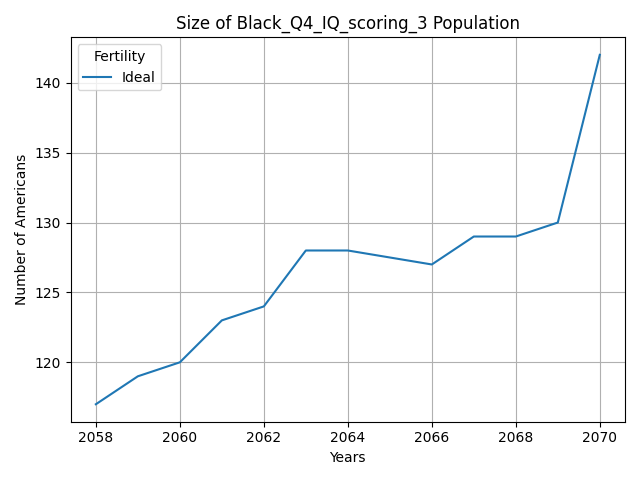 Size of Black_Q4_IQ_scoring_3 Population
Fertility
Ideal
Number of Americans
140
135
130
125
120
2058 2060 2062 2064 2066 2068 2070
Years